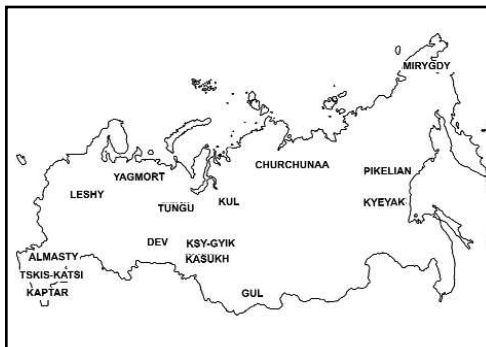 MIRYGDY
CHURCHUNAA
PIKELIAN
YAGMORT
LESHY
TUNGU
KUL
KYEYAK
DEV
KSY-GYIK
KASUKH
ALMASTY
TSKIS-KATSI
KAPTAR
GUL